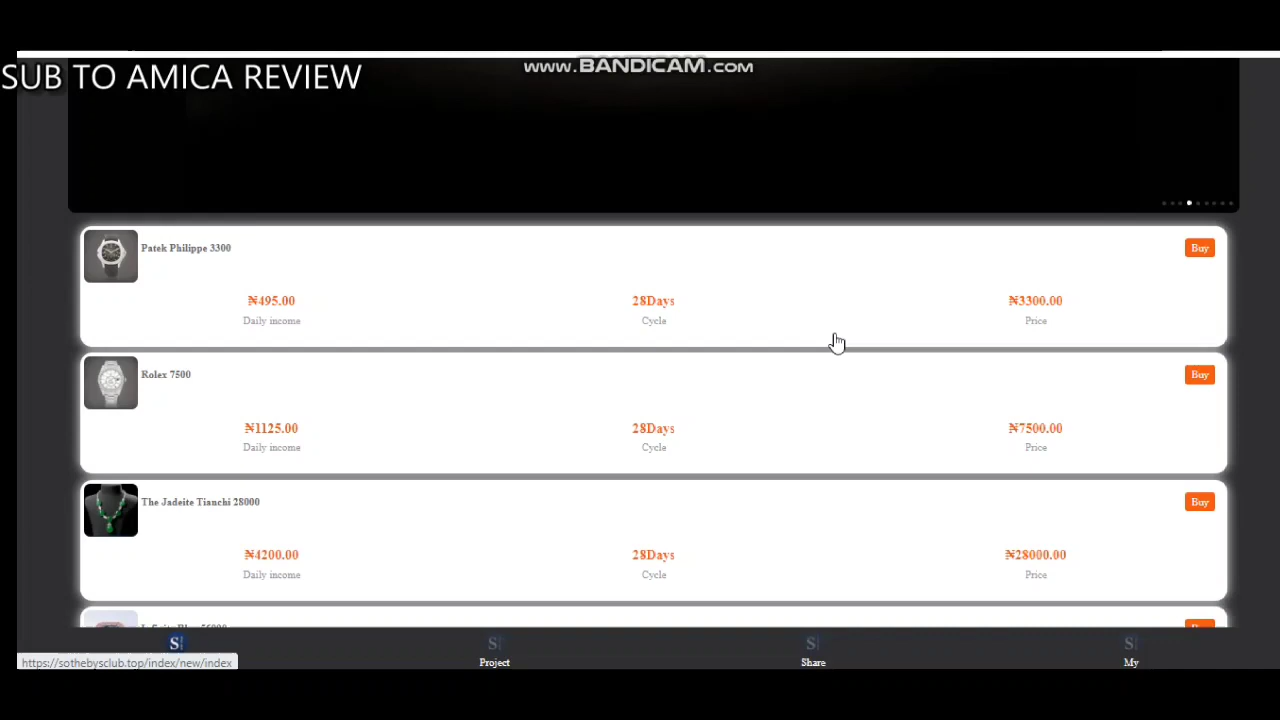 www.BANDICAM.com
SUB TO AMICA REVIEW
Patek Philippe 3300
Buy
₦495.00
28Days
₦3300.00
Daily income
Cycle
Price
Rolex 7500
Buy
₦1125.00
28Days
₦7500.00
Daily income
Cycle
Price
The Jadeite Tianchi 28000
Buy
₦4200.00
28Days
₦28000.00
Daily income
Cycle
Price
S|
S|
S|
S|
https://sothebysclub.top/index/new/index
Project
Share
My